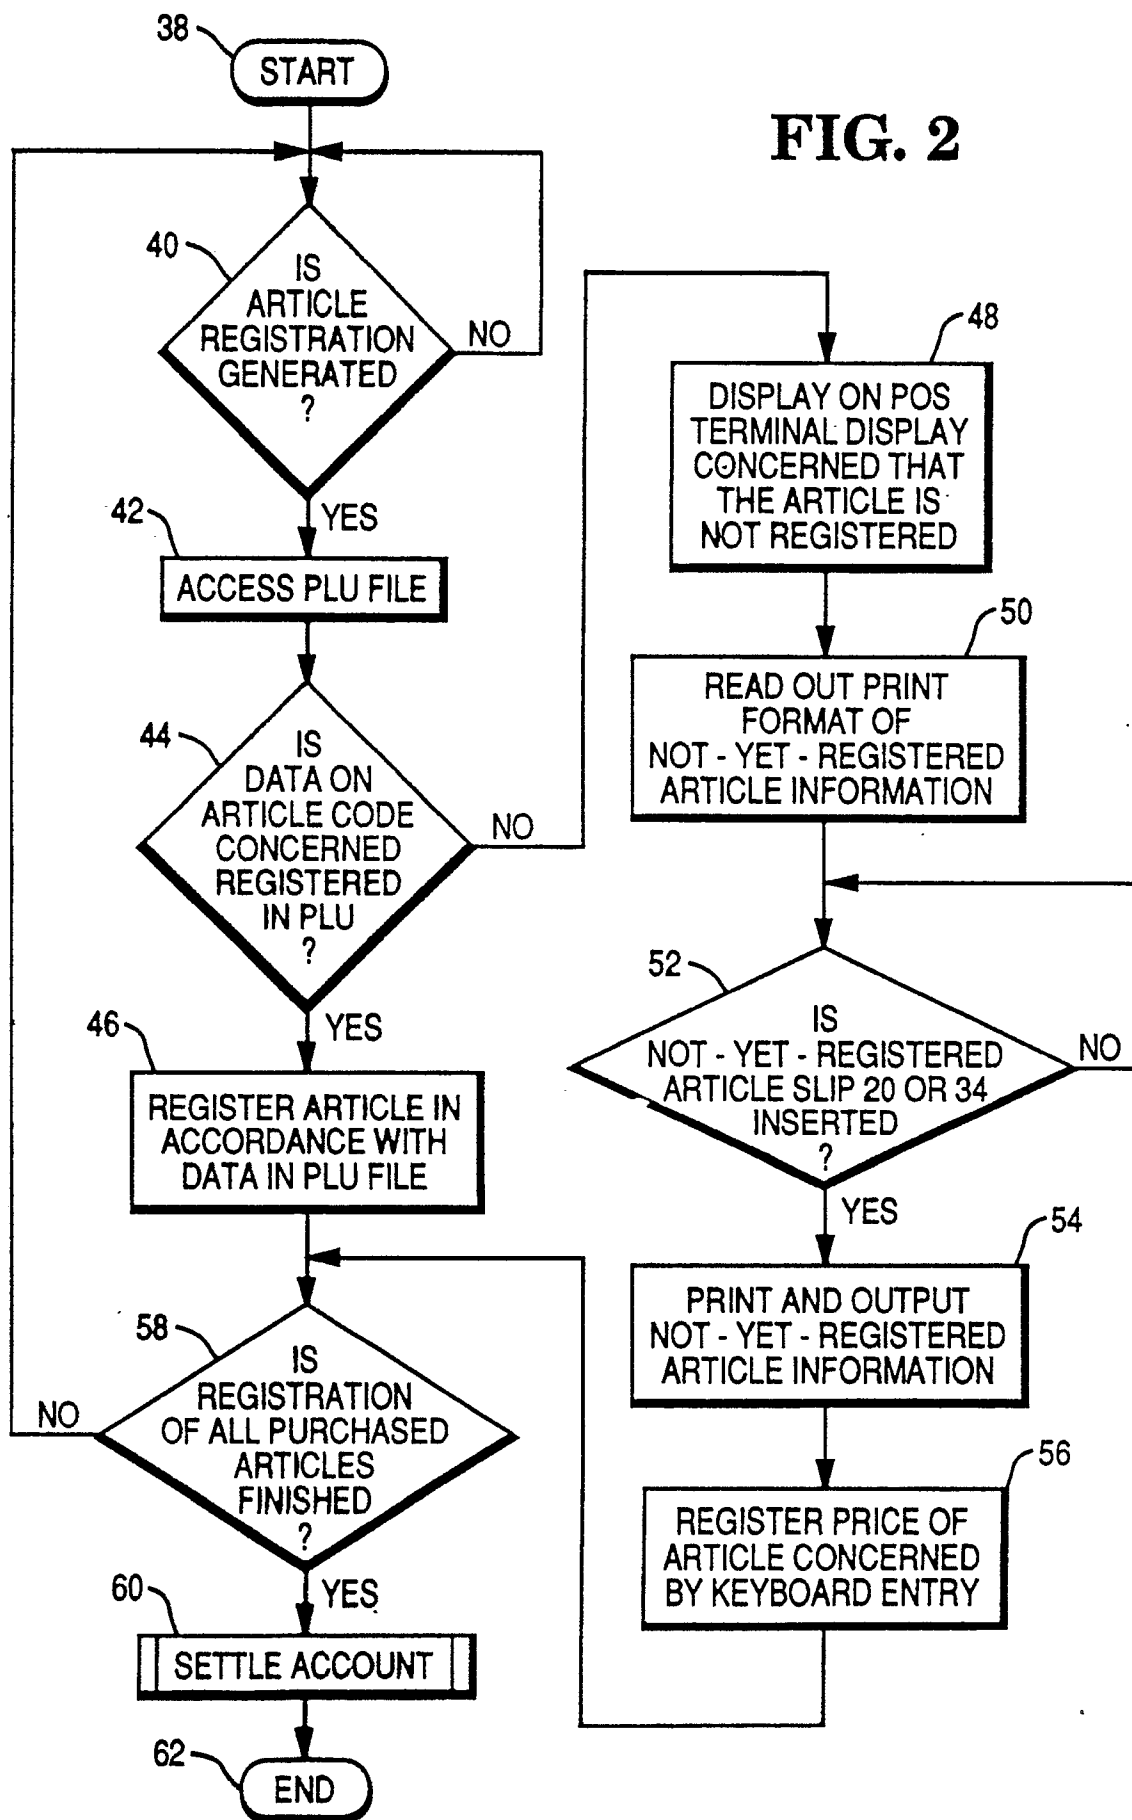 38
START
FIG. 2
40
IS
ARTICLE
REGISTRATION
GENERATED
?
NO
YES
42
ACCESS PLU FILE
44
IS
DATA ON
ARTICLE CODE
CONCERNED
REGISTERED
IN PLU
?
NO
YES
46
REGISTER ARTICLE IN
ACCORDANCE WITH
DATA IN PLU FILE
48
DISPLAY ON POS
TERMINAL DISPLAY
CONCERNED THAT
THE ARTICLE IS
NOT REGISTERED
50
READ OUT PRINT
FORMAT OF
NOT - YET - REGISTERED
ARTICLE INFORMATION
52
IS
NOT - YET - REGISTERED
ARTICLE SLIP 20 OR 34
INSERTED
?
NO
YES
54
PRINT AND OUTPUT
NOT - YET - REGISTERED
ARTICLE INFORMATION
56
REGISTER PRICE OF
ARTICLE CONCERNED
BY KEYBOARD ENTRY
58
IS
REGISTRATION
OF ALL PURCHASED
ARTICLES
FINISHED
?
NO
YES
60
SETTLE ACCOUNT
62
END